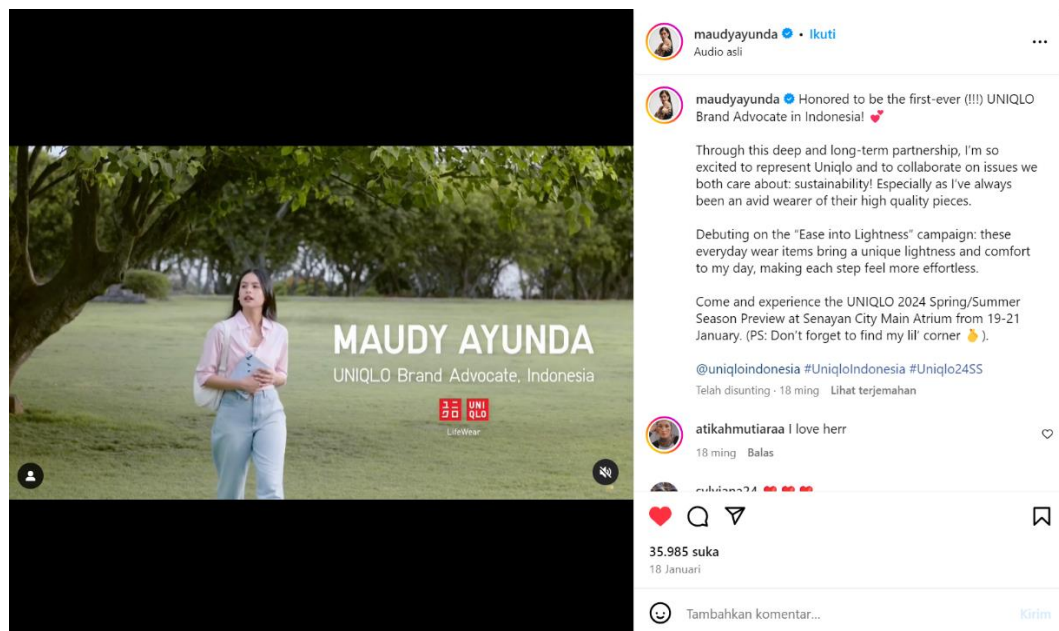 maudyayunda • Ikuti
Audio asli
maudyayunda Honored to be the first-ever (!!!) UNIQLO
Brand Advocate in Indonesia! 💕
Through this deep and long-term partnership, I'm so
excited to represent Uniqlo and to collaborate on issues we
both care about: sustainability! Especially as I've always
been an avid wearer of their high quality pieces.
Debuting on the “Ease into Lightness” campaign: these
everyday wear items bring a unique lightness and comfort
to my day, making each step feel more effortless.
Come and experience the UNIQLO 2024 Spring/Summer
Season Preview at Senayan City Main Atrium from 19-21
January. (PS: Don't forget to find my lil' corner 🫰).
@uniqloindonesia #UniqloIndonesia #Uniqlo24SS
Telah disunting · 18 ming Lihat terjemahan
atikahmutiaraa I love herr
18 ming Balas
sylviana24 ❤️ ❤️ ❤️
35.985 suka
18 Januari
Tambahkan komentar...
Kirim
MAUDY AYUNDA
UNIQLO Brand Advocate, Indonesia
ユニ UNI
クロ QLO
LifeWear